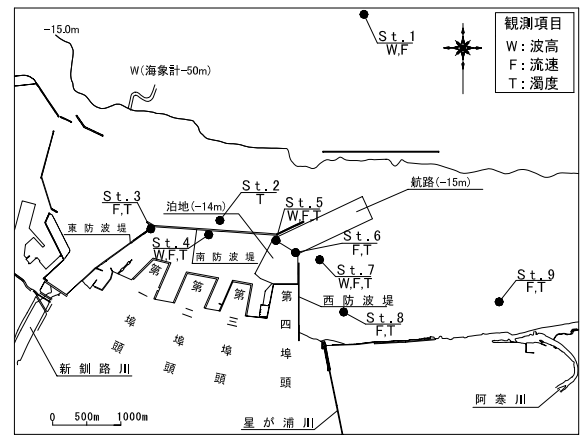 -15.0m
W(海象計-50m)
St.1
W,F
観測項目
W:波高
F:流速
T:濁度
St.2
T
St.3
F,T
泊地(-14m)
St.5
W,F,T
航路(-15m)
東防波堤
St.4
W,F,T
南防波堤
St.6
F,T
St.7
W,F,T
St.9
F,T
西防波堤
St.8
F,T
第一埠頭
第二埠頭
第三埠頭
第四埠頭
新釧路川
星が浦川
阿寒川
0 500m 1000m